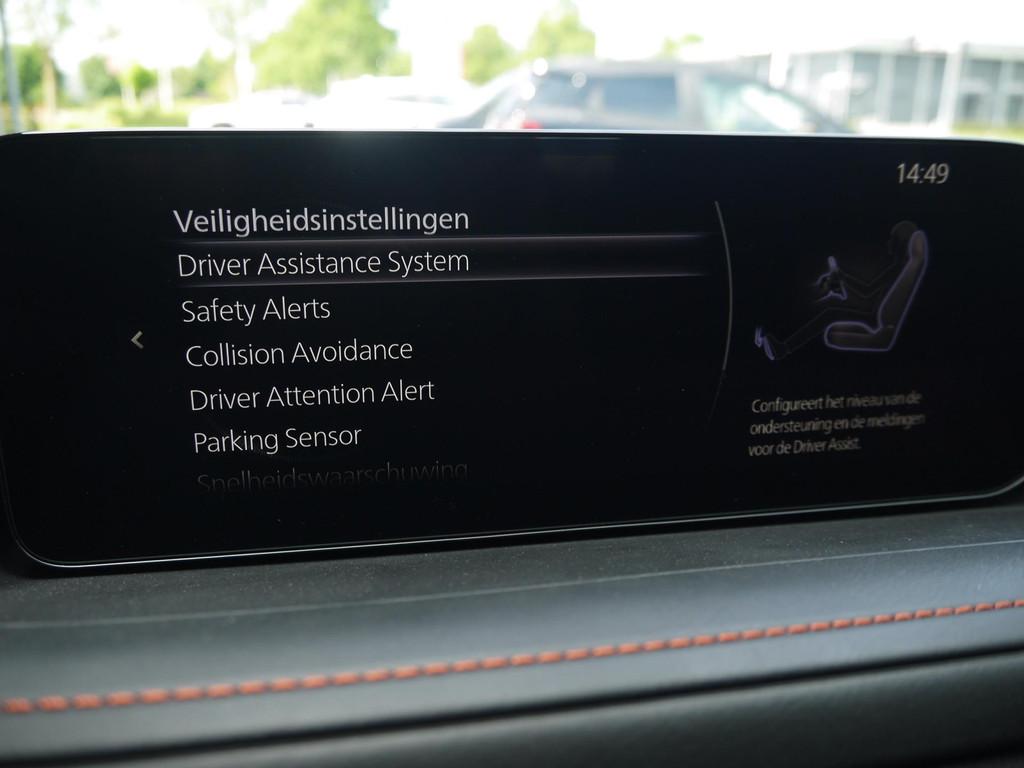 14:49
Veiligheidsinstellingen
Driver Assistance System
Safety Alerts
Collision Avoidance
Driver Attention Alert
Parking Sensor
Snelheidswaarschuwing
Configureert het niveau van de
ondersteuning en de meldingen
voor de Driver Assist.